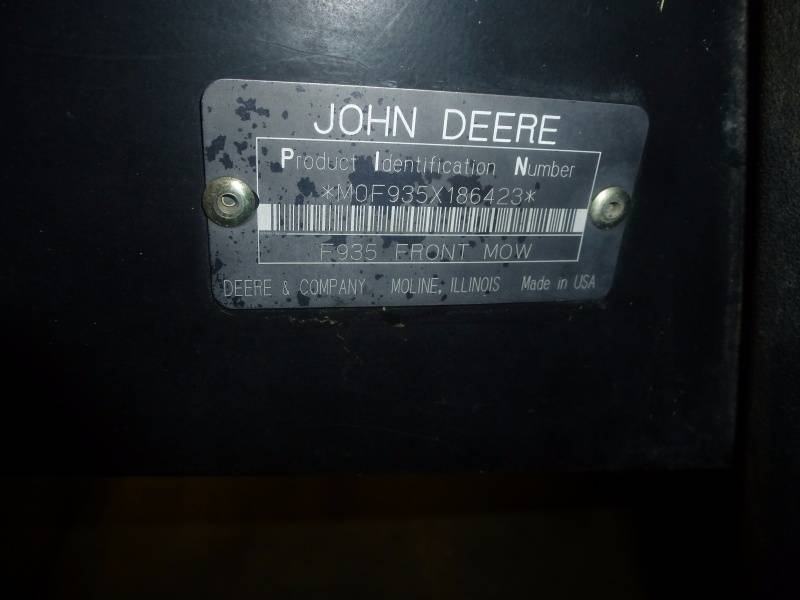 JOHN DEERE
Product Identification Number
*M0F935X186423*
F935 FRONT MOW
DEERE & COMPANY MOLINE, ILLINOIS Made in USA